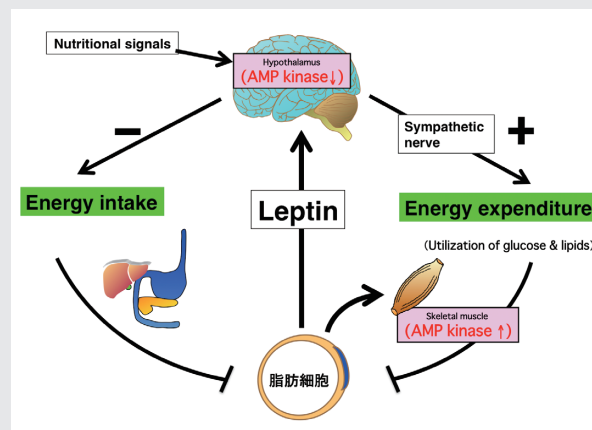 Nutritional signals
Hypothalamus
(AMP kinase↓)
−
Sympathetic
nerve
+
Energy intake
Leptin
Energy expenditure
(Utilization of glucose & lipids)
Skeletal muscle
(AMP kinase ↑)
脂肪細胞